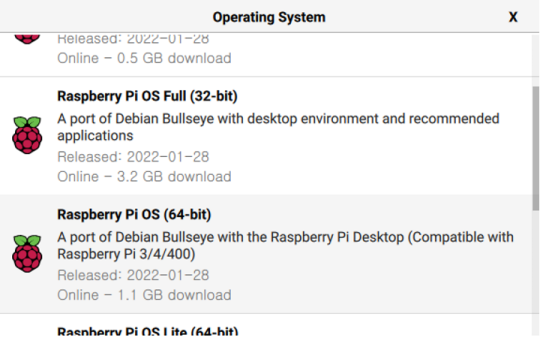 Operating System
X
Released: 2022-01-28
Online - 0.5 GB download
Raspberry Pi OS Full (32-bit)
A port of Debian Bullseye with desktop environment and recommended
applications
Released: 2022-01-28
Online - 3.2 GB download
Raspberry Pi OS (64-bit)
A port of Debian Bullseye with the Raspberry Pi Desktop (Compatible with
Raspberry Pi 3/4/400)
Released: 2022-01-28
Online - 1.1 GB download
Raspberry Pi OS Lite (64-bit)